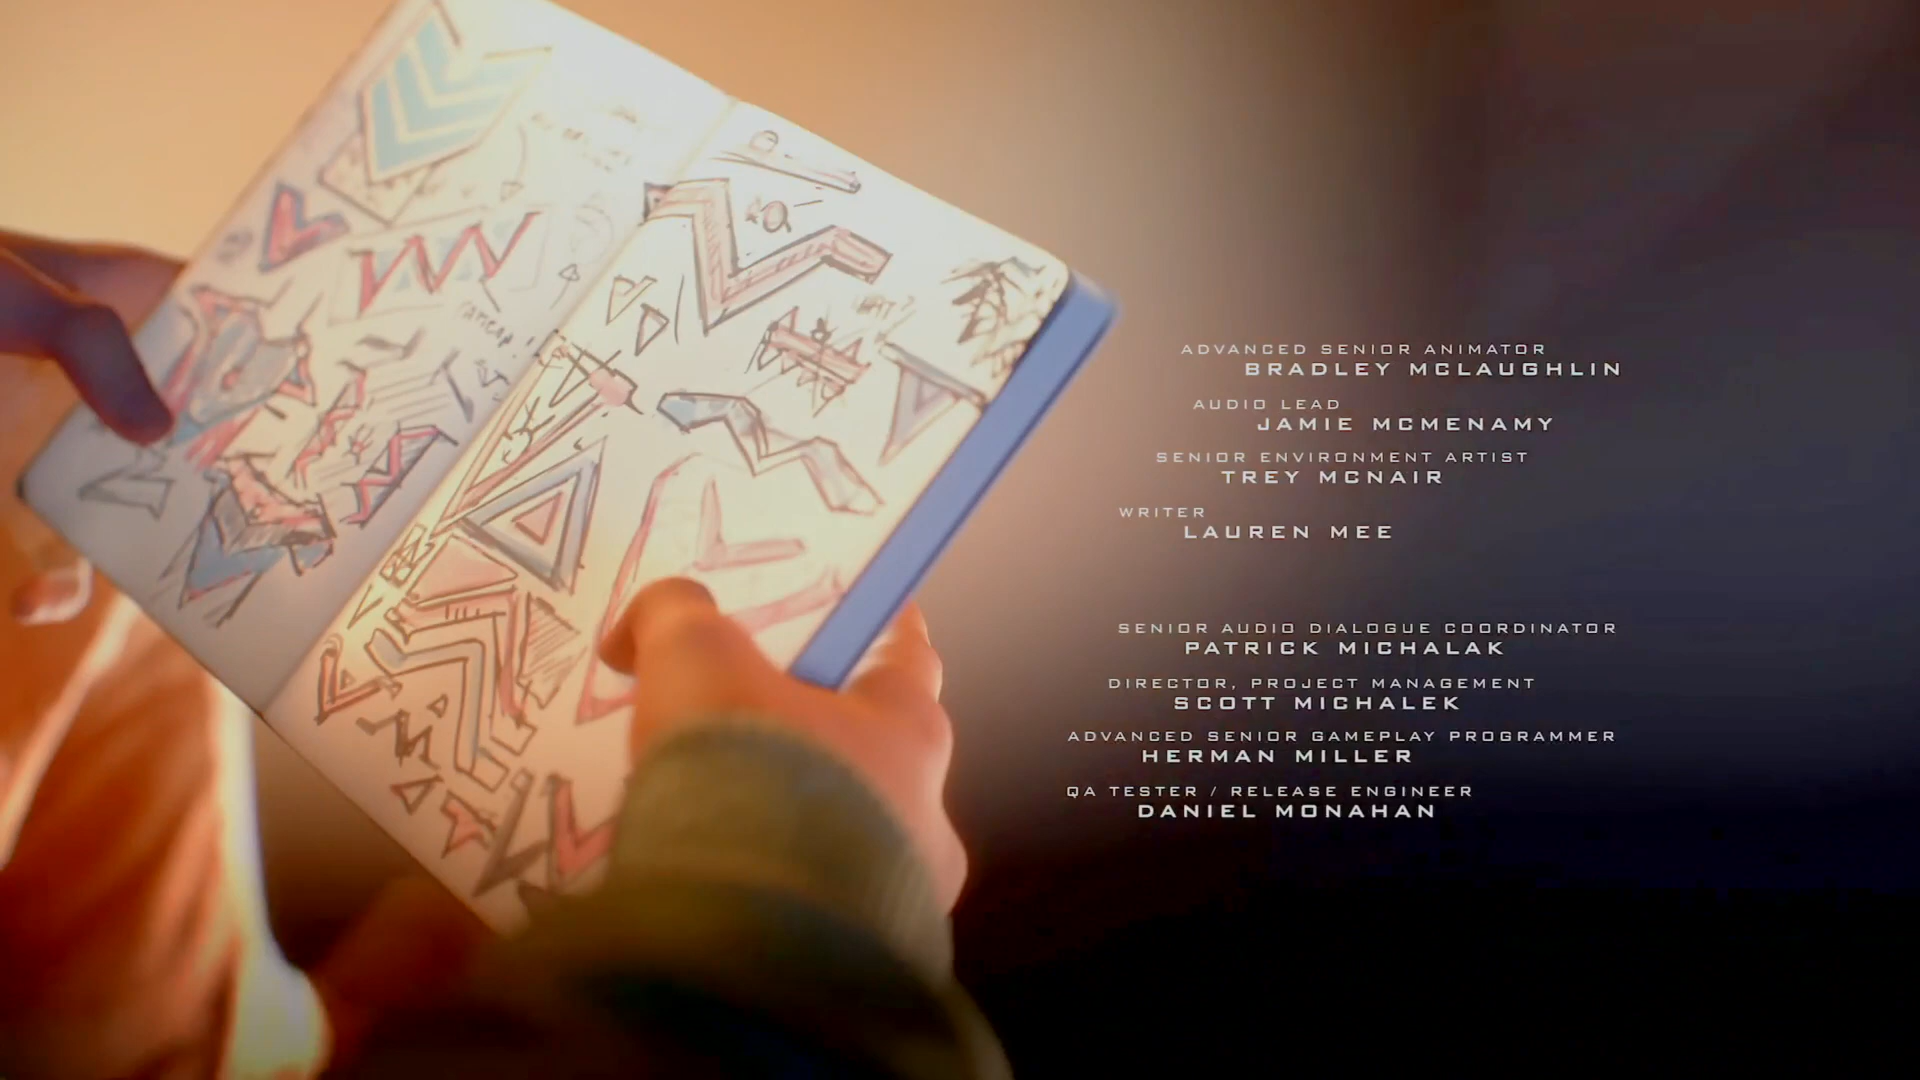 ADVANCED SENIOR ANIMATOR
BRADLEY MCLAUGHLIN
AUDIO LEAD
JAMIE MCMENAMY
SENIOR ENVIRONMENT ARTIST
TREY MCNAIR
WRITER
LAUREN MEE
SENIOR AUDIO DIALOGUE COORDINATOR
PATRICK MICHALAK
DIRECTOR, PROJECT MANAGEMENT
SCOTT MICHALEK
ADVANCED SENIOR GAMEPLAY PROGRAMMER
HERMAN MILLER
QA TESTER / RELEASE ENGINEER
DANIEL MONAHAN